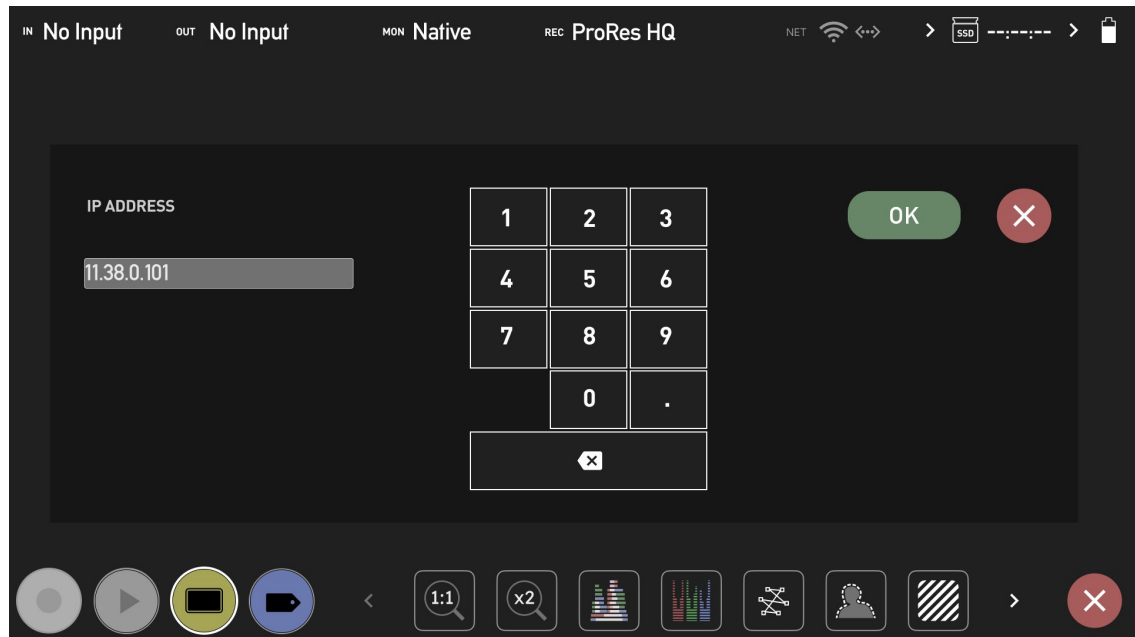 IN No Input OUT No Input MON Native REC ProRes HQ NET SSD --:--:--
IP ADDRESS
11.38.0.101
1 2 3
4 5 6
7 8 9
0 .
OK
1:1 x2